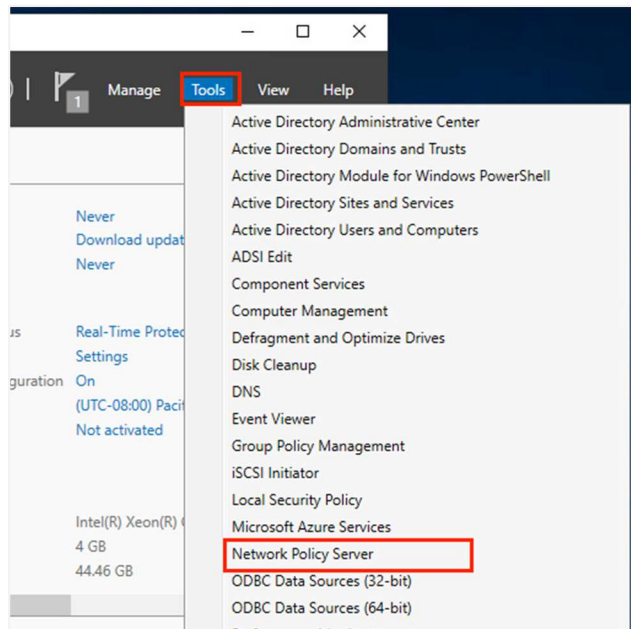 1 Manage Tools View Help
Active Directory Administrative Center
Active Directory Domains and Trusts
Active Directory Module for Windows PowerShell
Active Directory Sites and Services
Active Directory Users and Computers
ADSI Edit
Component Services
Computer Management
Defragment and Optimize Drives
Disk Cleanup
DNS
Event Viewer
Group Policy Management
iSCSI Initiator
Local Security Policy
Microsoft Azure Services
Network Policy Server
ODBC Data Sources (32-bit)
ODBC Data Sources (64-bit)
Never
Download updat
Never
us Real-Time Protec
Settings
guration On
(UTC-08:00) Pacif
Not activated
Intel(R) Xeon(R)
4 GB
44.46 GB